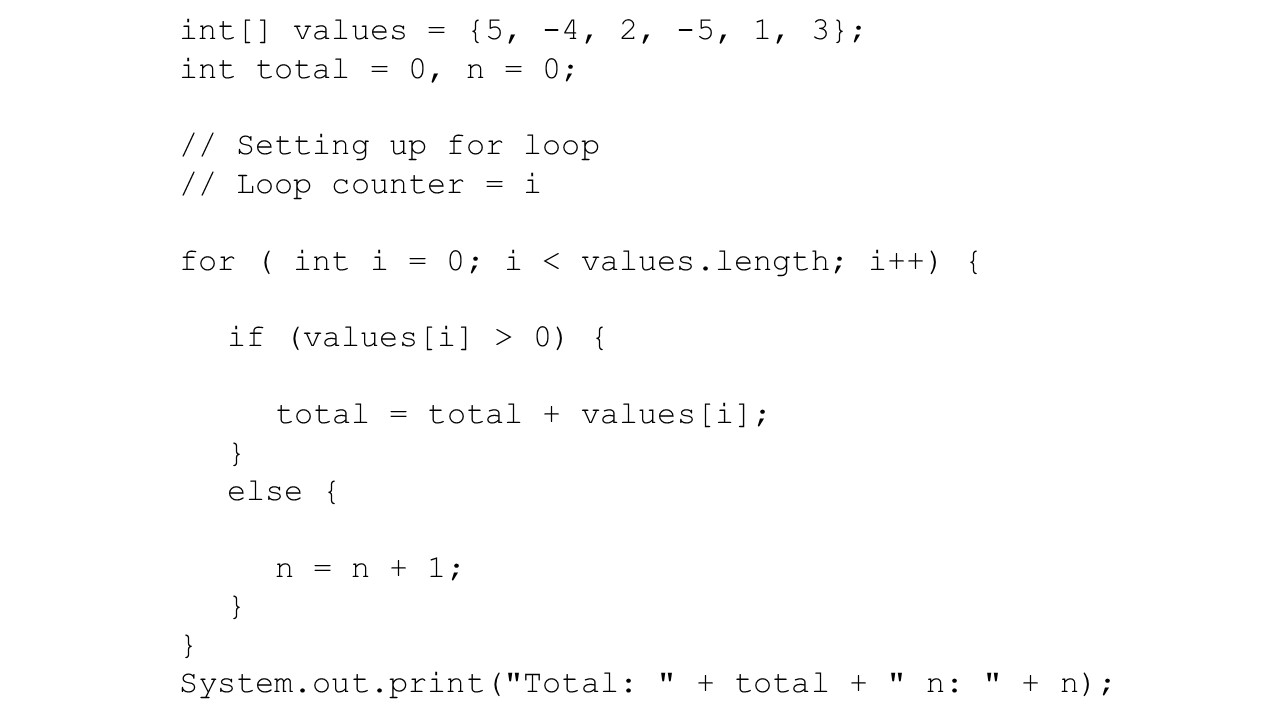 int[] values = {5, -4, 2, -5, 1, 3};
int total = 0, n = 0;
// Setting up for loop
// Loop counter = i
for ( int i = 0; i < values.length; i++) {
if (values[i] > 0) {
total = total + values[i];
}
else {
n = n + 1;
}
}
System.out.print("Total: " + total + " n: " + n);